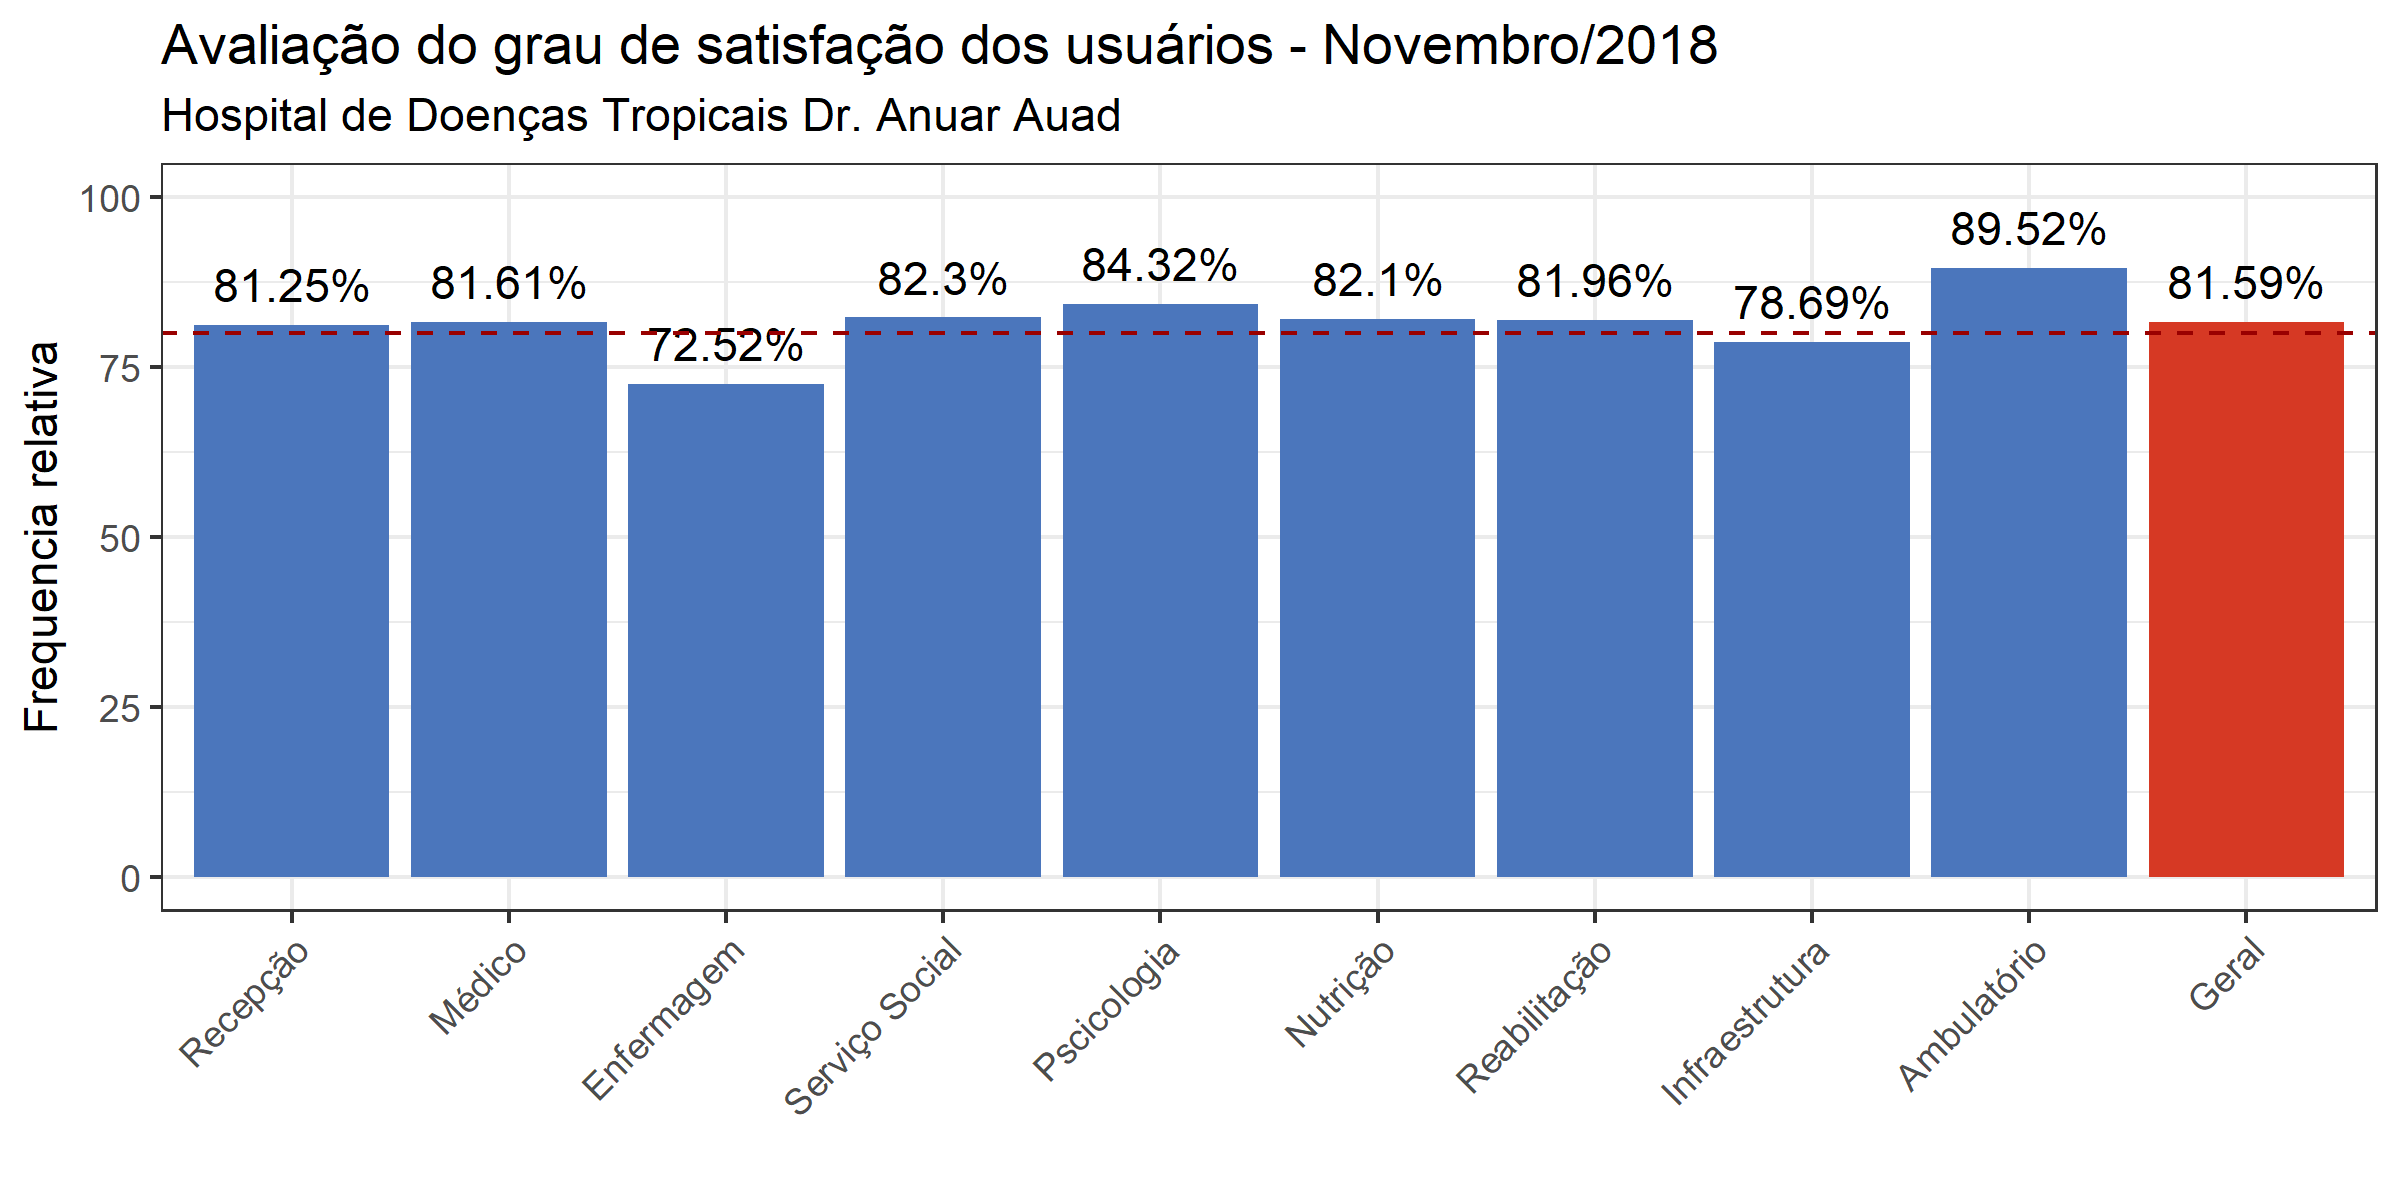 Avaliação do grau de satisfação dos usuários - Novembro/2018
Hospital de Doenças Tropicais Dr. Anuar Auad
Frequencia relativa
100
75
50
25
0
81.25%
81.61%
72.52%
82.3%
84.32%
82.1%
81.96%
78.69%
89.52%
81.59%
Recepção
Médico
Enfermagem
Serviço Social
Pscicologia
Nutrição
Reabilitação
Infraestrutura
Ambulatório
Geral